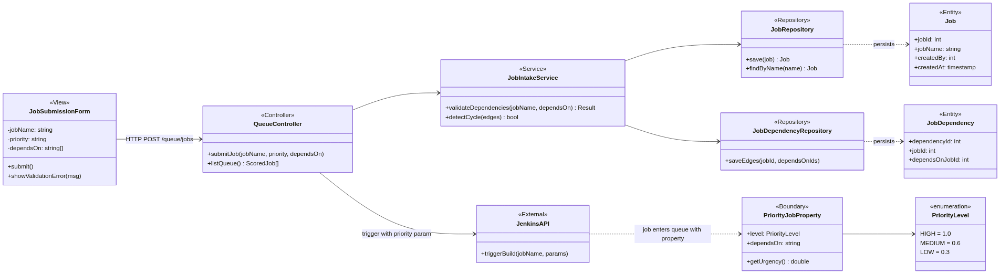 «View»
JobSubmissionForm
-jobName: string
-priority: string
-dependsOn: string[]
+submit()
+showValidationError(msg)
HTTP POST /queue/jobs
«Controller»
QueueController
+submitJob(jobName, priority, dependsOn)
+listQueue() : ScoredJob[]
trigger with priority param
«Service»
JobIntakeService
+validateDependencies(jobName, dependsOn) : Result
+detectCycle(edges) : bool
«External»
JenkinsAPI
+triggerBuild(jobName, params)
job enters queue with
property
«Repository»
JobRepository
+save(job) : Job
+findByName(name) : Job
persists
«Entity»
Job
+jobId: int
+jobName: string
+createdBy: int
+createdAt: timestamp
«Repository»
JobDependencyRepository
+saveEdges(jobId, dependsOnIds)
persists
«Entity»
JobDependency
+dependencyId: int
+jobId: int
+dependsOnJobId: int
«Boundary»
PriorityJobProperty
+level: PriorityLevel
+dependsOn: string
+getUrgency() : double
«enumeration»
PriorityLevel
HIGH = 1.0
MEDIUM = 0.6
LOW = 0.3